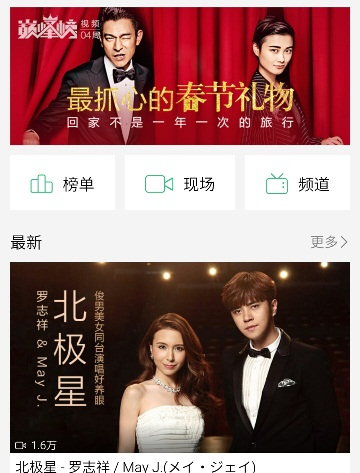 巅峰榜 视频
04周
最抓心的春节礼物
回家不是一年一次的旅行
榜单
现场
频道
最新
更多
北极星
罗志祥 & May J.
俊男美女同台演唱好养眼
1.6万
北极星 - 罗志祥 / May J.(メイ・ジェイ)